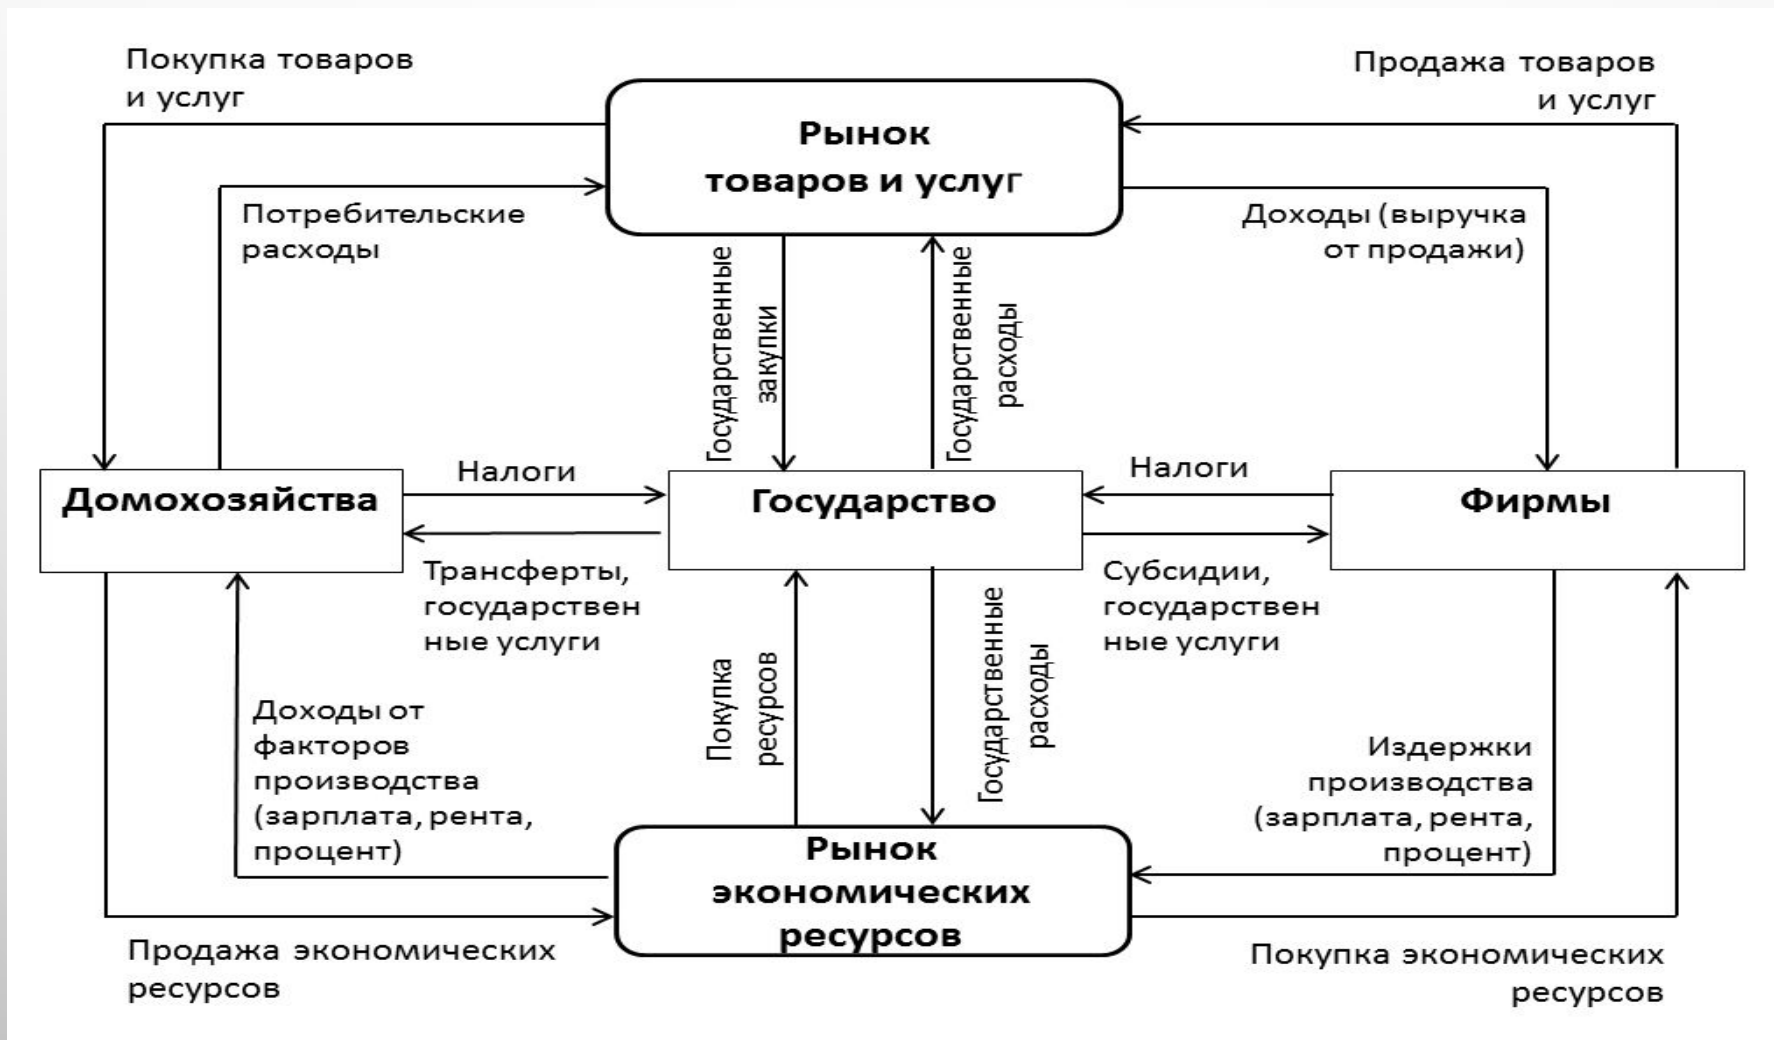 Покупка товаров
и услуг
Продажа товаров
и услуг
Рынок
товаров и услуг
Потребительские
расходы
Доходы (выручка
от продажи)
Государственные
закупки
Государственные
расходы
Домохозяйства
Налоги
Государство
Налоги
Фирмы
Трансферты,
государствен
ные услуги
Субсидии,
государствен
ные услуги
Покупка
ресурсов
Государственные
расходы
Доходы от
факторов
производства
(зарплата, рента,
процент)
Издержки
производства
(зарплата, рента,
процент)
Рынок
экономических
ресурсов
Продажа экономических
ресурсов
Покупка экономических
ресурсов